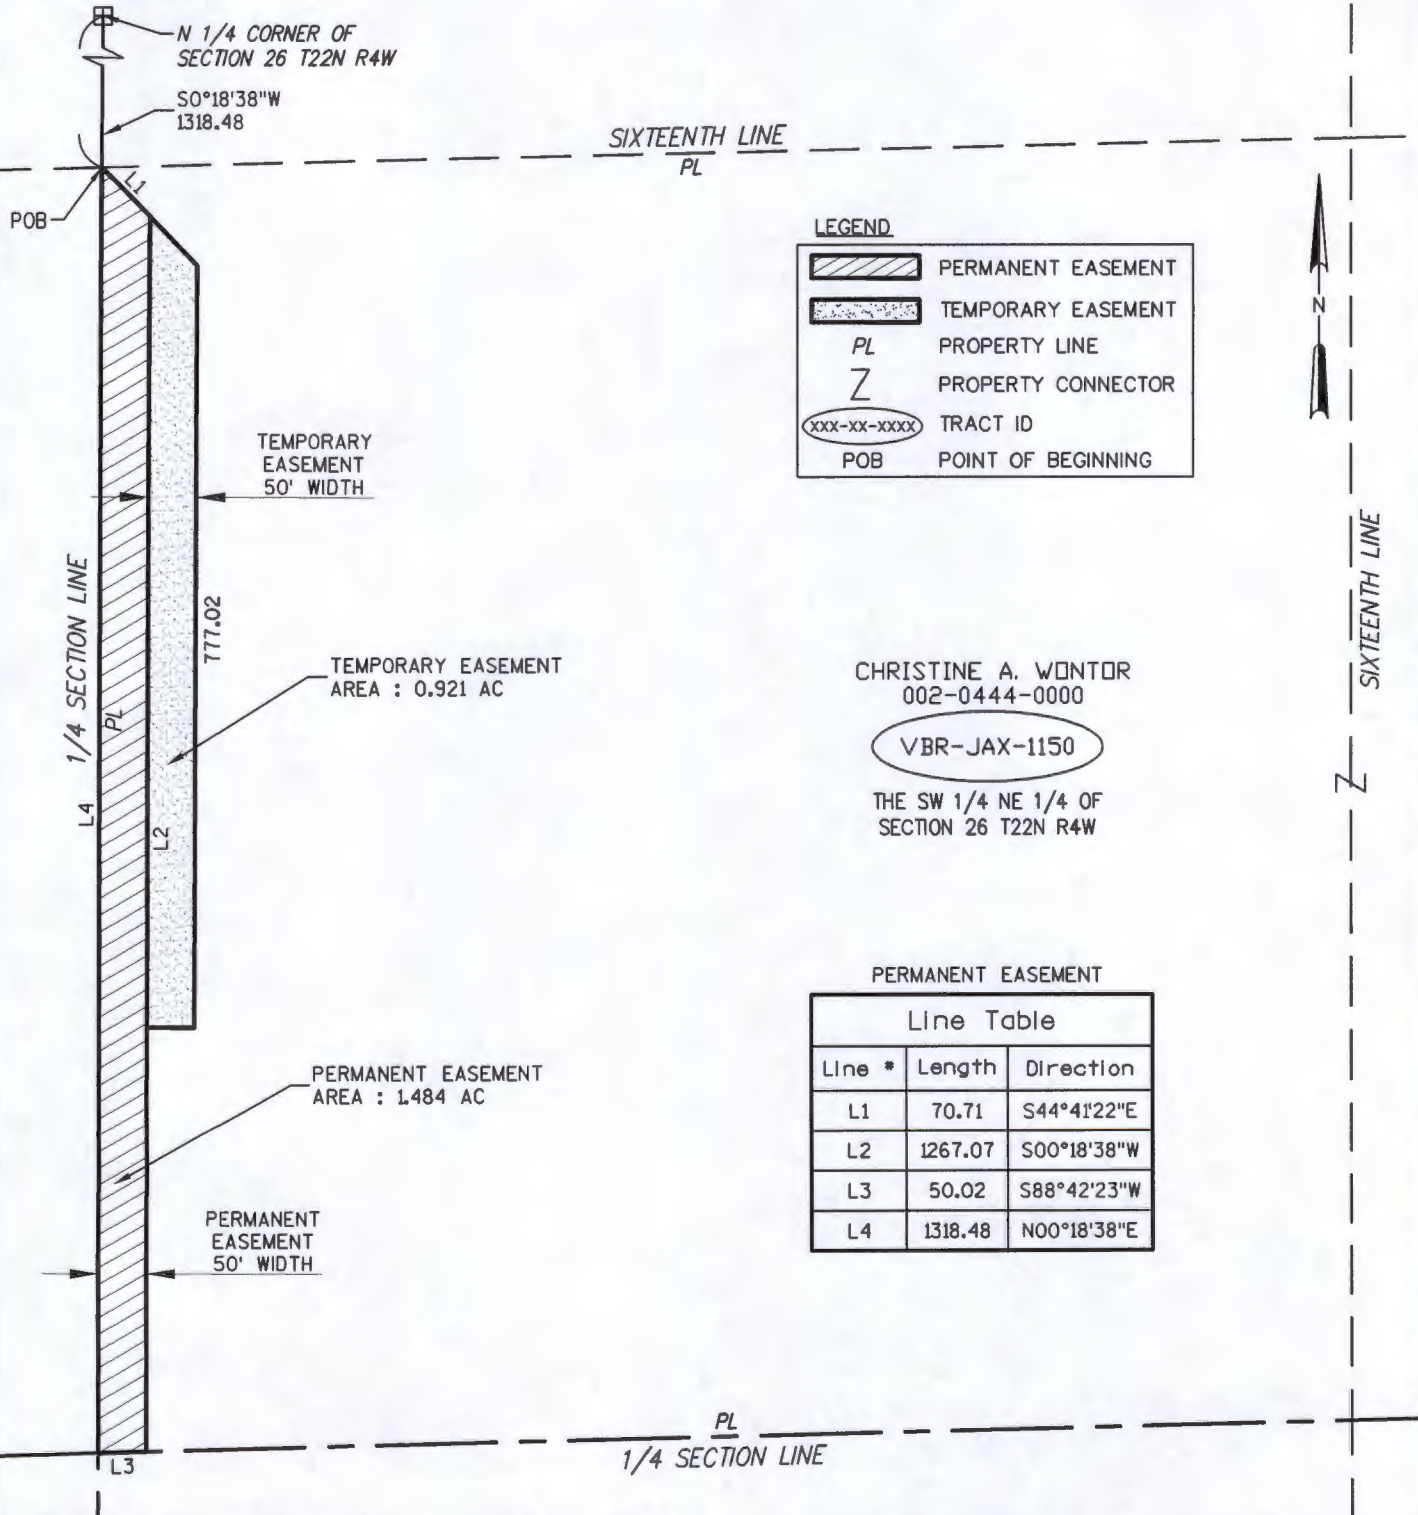 N 1/4 CORNER OF
SECTION 26 T22N R4W
S0°18'38"W
1318.48
SIXTEENTH LINE
PL
L1
POB
LEGEND
PERMANENT EASEMENT
TEMPORARY EASEMENT
PL PROPERTY LINE
Z PROPERTY CONNECTOR
XXX-XX-XXXX TRACT ID
POB POINT OF BEGINNING
N
TEMPORARY
EASEMENT
50' WIDTH
1/4 SECTION LINE
PL
777.02
SIXTEENTH LINE
TEMPORARY EASEMENT
AREA : 0.921 AC
CHRISTINE A. WONTOR
002-0444-0000
VBR-JAX-1150
THE SW 1/4 NE 1/4 OF
SECTION 26 T22N R4W
Z
L4
L2
PERMANENT EASEMENT
Line Table
Line # Length Direction
L1 70.71 S44°41'22"E
L2 1267.07 S00°18'38"W
L3 50.02 S88°42'23"W
L4 1318.48 N00°18'38"E
PERMANENT EASEMENT
AREA : 1.484 AC
PERMANENT
EASEMENT
50' WIDTH
PL
1/4 SECTION LINE
L3